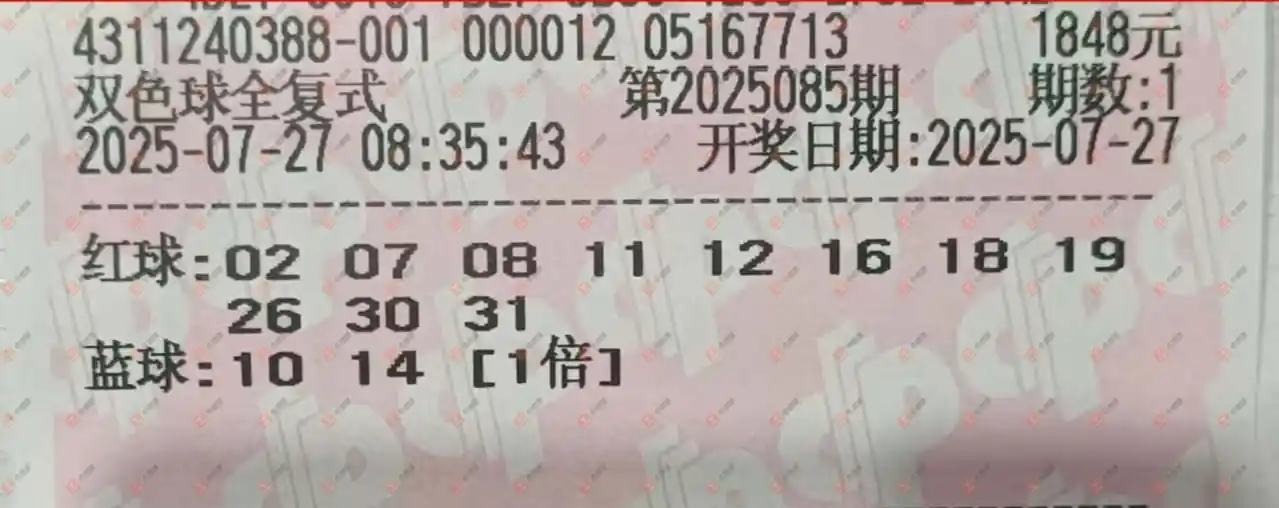 4311240388-001 000012 05167713 1848元
双色球全复式 第2025085期 期数:1
2025-07-27 08:35:43 开奖日期:2025-07-27
红球:02 07 08 11 12 16 18 19
26 30 31
蓝球:10 14 [1倍]